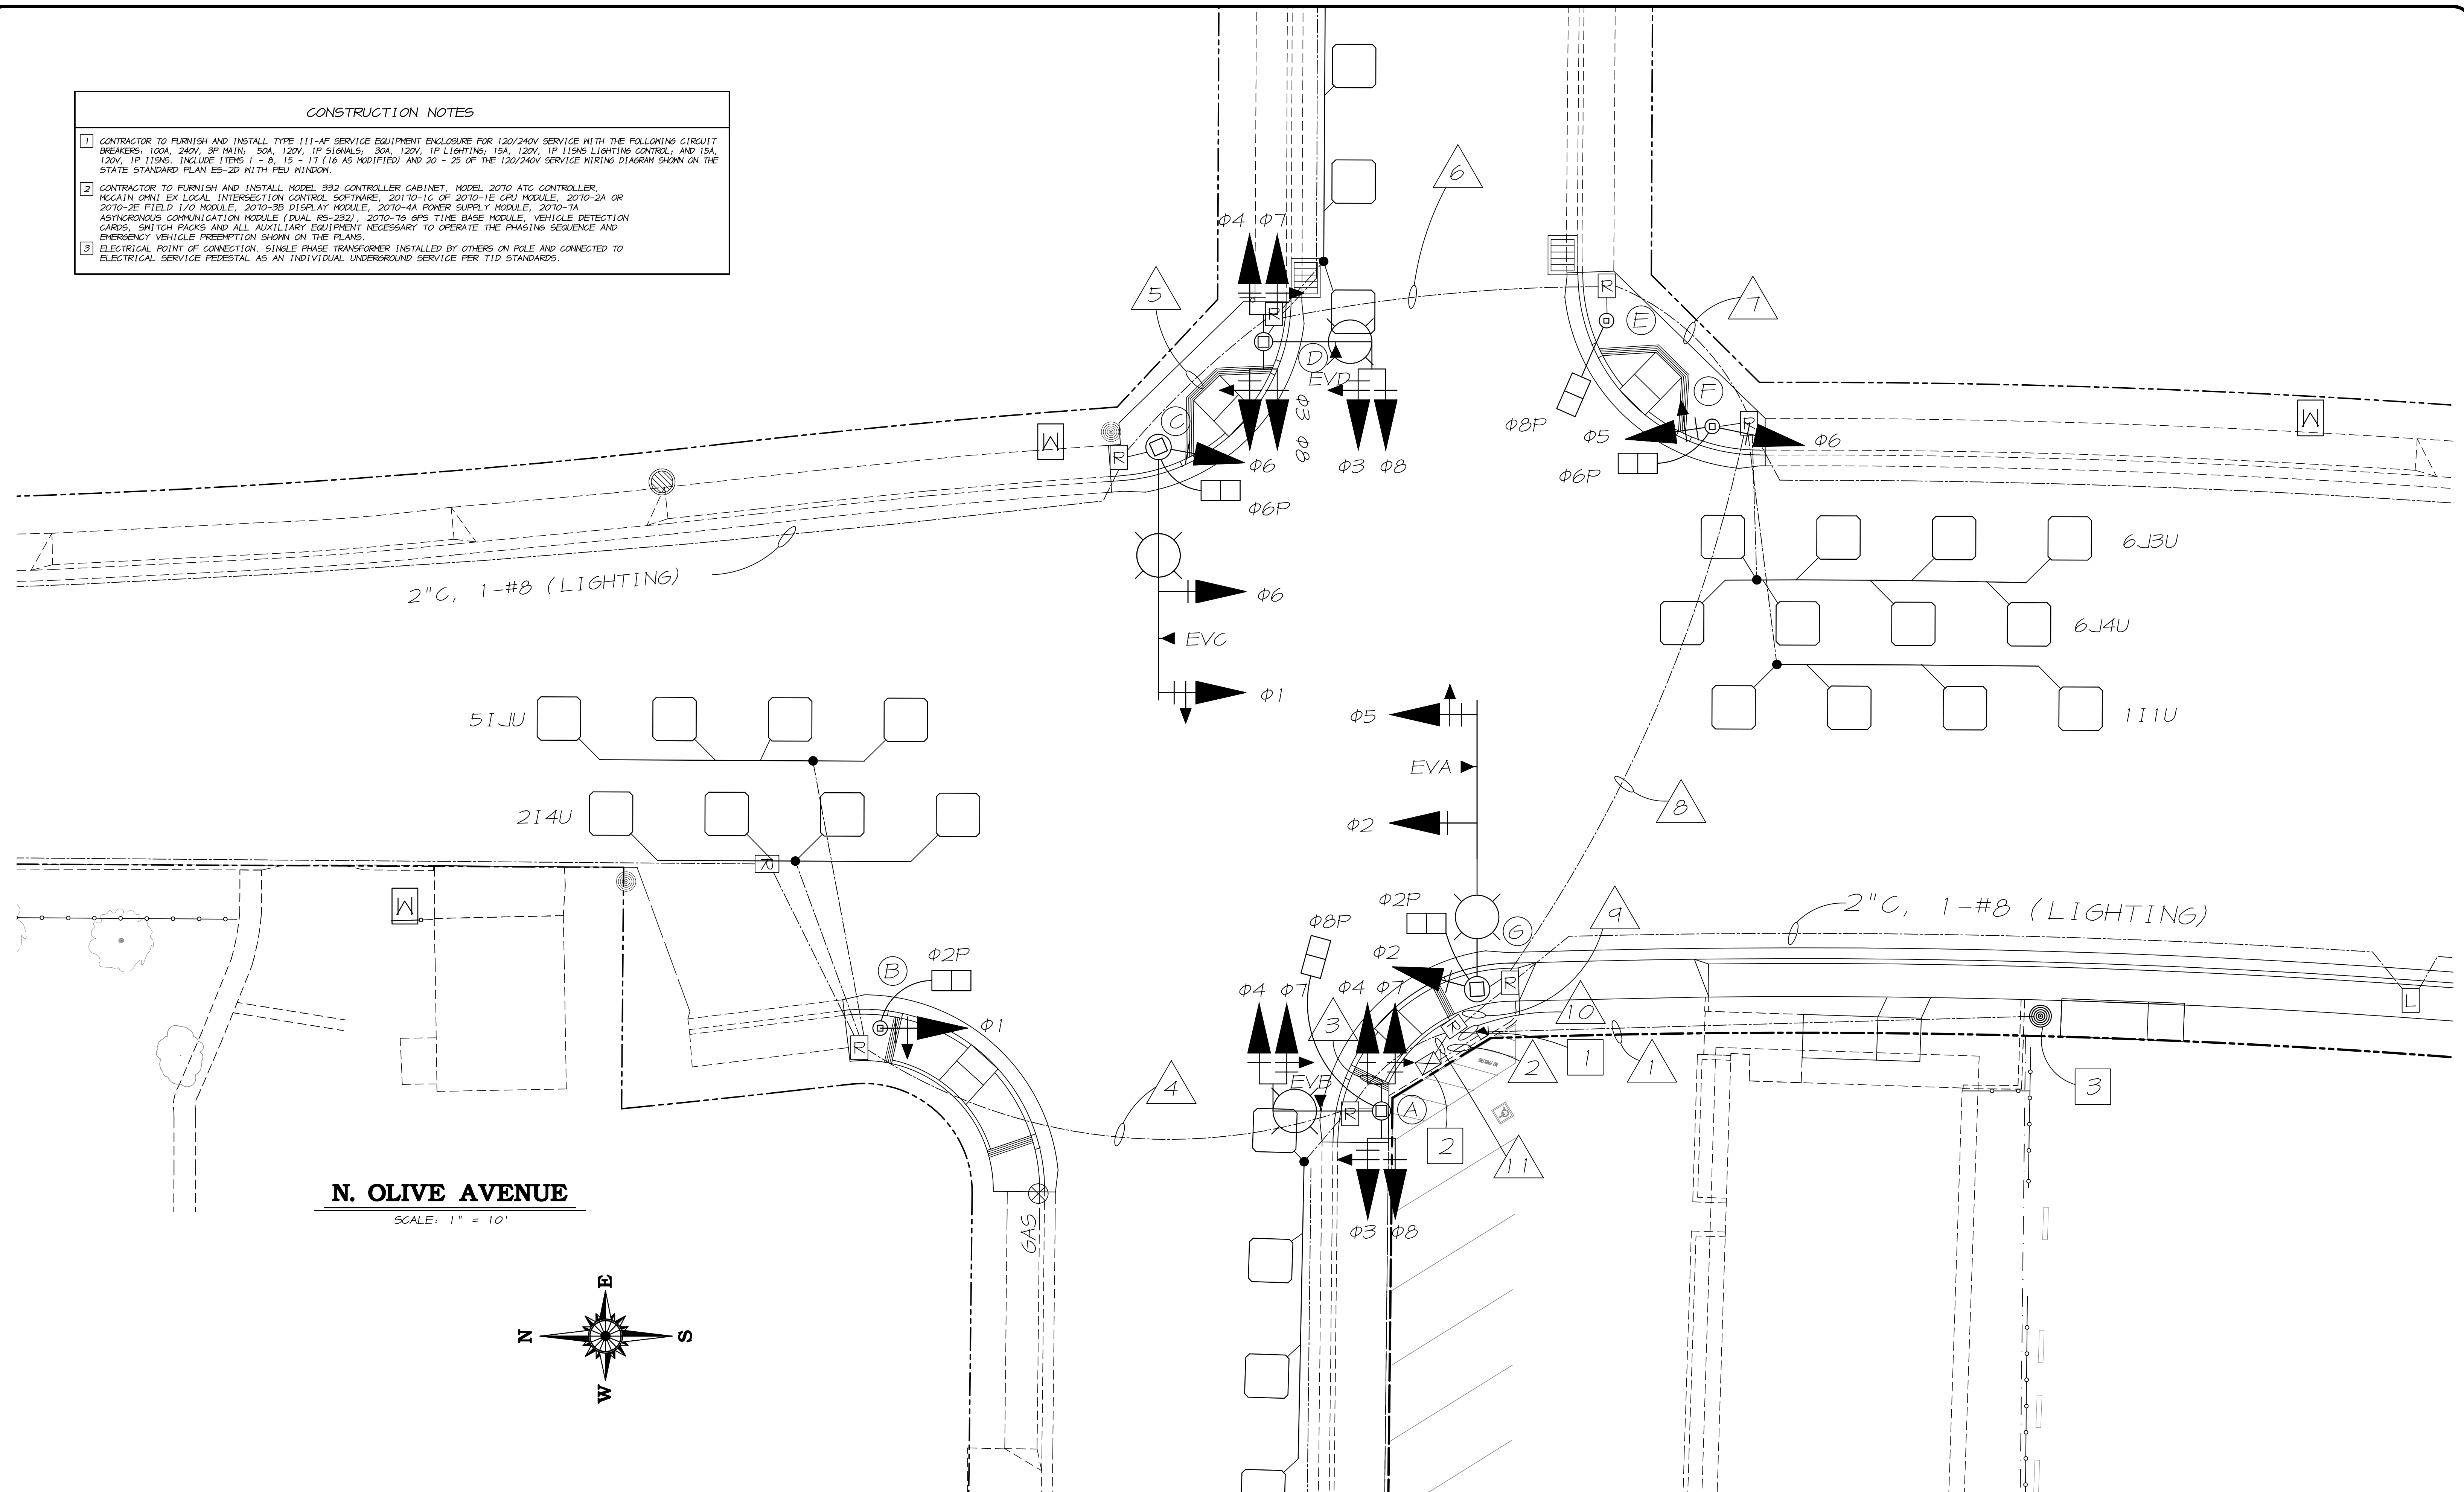 CONSTRUCTION NOTES
1 CONTRACTOR TO FURNISH AND INSTALL TYPE III-AF SERVICE EQUIPMENT ENCLOSURE FOR 120/240V SERVICE WITH THE FOLLOWING CIRCUIT
BREAKERS: 100A, 240V, 3P MAIN; 50A, 120V, 1P SIGNALS; 30A, 120V, 1P LIGHTING; 15A, 120V, 1P IISNS LIGHTING CONTROL; AND 15A,
120V, 1P IISNS. INCLUDE ITEMS 1 - 8, 15 - 17 (16 AS MODIFIED) AND 20 - 25 OF THE 120/240V SERVICE WIRING DIAGRAM SHOWN ON THE
STATE STANDARD PLAN ES-2D WITH PEU WINDOW.
2 CONTRACTOR TO FURNISH AND INSTALL MODEL 332 CONTROLLER CABINET, MODEL 2070 ATC CONTROLLER,
MCCAIN OMNI EX LOCAL INTERSECTION CONTROL SOFTWARE, 20170-1C OF 2070-1E CPU MODULE, 2070-2A OR
2070-2E FIELD I/O MODULE, 2070-3B DISPLAY MODULE, 2070-4A POWER SUPPLY MODULE, 2070-7A
ASYNCRONOUS COMMUNICATION MODULE (DUAL RS-232), 2070-7G GPS TIME BASE MODULE, VEHICLE DETECTION
CARDS, SWITCH PACKS AND ALL AUXILIARY EQUIPMENT NECESSARY TO OPERATE THE PHASING SEQUENCE AND
EMERGENCY VEHICLE PREEMPTION SHOWN ON THE PLANS.
3 ELECTRICAL POINT OF CONNECTION. SINGLE PHASE TRANSFORMER INSTALLED BY OTHERS ON POLE AND CONNECTED TO
ELECTRICAL SERVICE PEDESTAL AS AN INDIVIDUAL UNDERGROUND SERVICE PER TID STANDARDS.
6
Φ4 Φ7
5
7
R
R
E
D
EVD
F
C
Φ3 Φ8
W
W
R
R
Φ8P
Φ5
Φ6
Φ6
Φ3 Φ8
Φ6P
Φ6P
2"C, 1-#8 (LIGHTING)
Φ6
EVC
Φ1
6J3U
6J4U
1I1U
5IJU
2I4U
70
W
Φ5
EVA
Φ2
8
Φ2P
Φ8P
G
9
2"C, 1-#8 (LIGHTING)
B
Φ2P
Φ2
R
Φ4 Φ7
Φ4 Φ7
3
R
10
L
Φ1
R
EVB
2
1
1
3
4
R
A
2
11
Φ3 Φ8
GAS
N. OLIVE AVENUE
SCALE: 1" = 10'
E
N
S
W